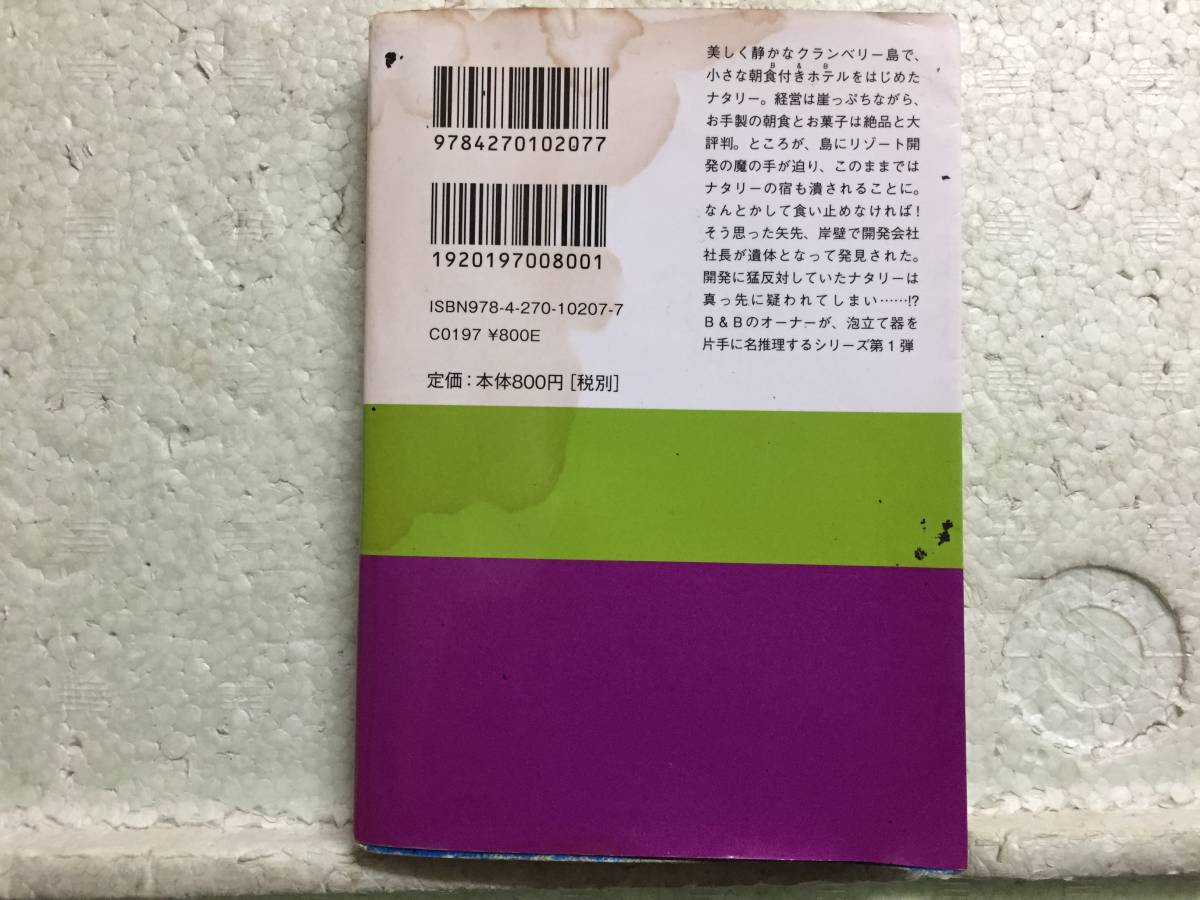 9784270102077
1920197008001
ISBN978-4-270-10207-7
C0197 ¥800E
定価：本体800円［税別］
美しく静かなクランベリー島で、
小さな朝食付きホテルをはじめた
B&B
ナタリー。経営は崖っぷちながら、
お手製の朝食とお菓子は絶品と大
評判。ところが、島にリゾート開
発の魔の手が迫り、このままでは
ナタリーの宿も潰されることに。
なんとかして食い止めなければ！
そう思った矢先、岸壁で開発会社
社長が遺体となって発見された。
開発に猛反対していたナタリーは
真っ先に疑われてしまい……!?
B＆Bのオーナーが、泡立て器を
片手に名推理するシリーズ第1弾